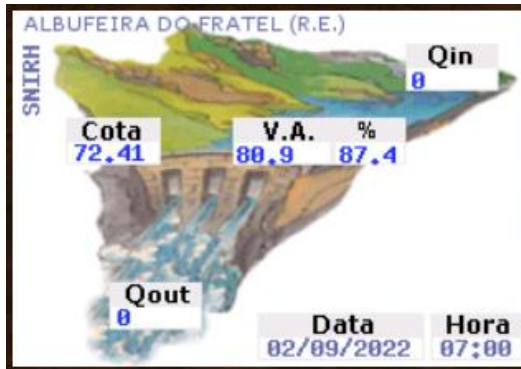 ALBUFEIRA DO FRATEL (R.E.)
SNIRH
Qin
0
Cota
72.41
V.A. %
80.9 87.4
Qout
0
Data Hora
02/09/2022 07:00